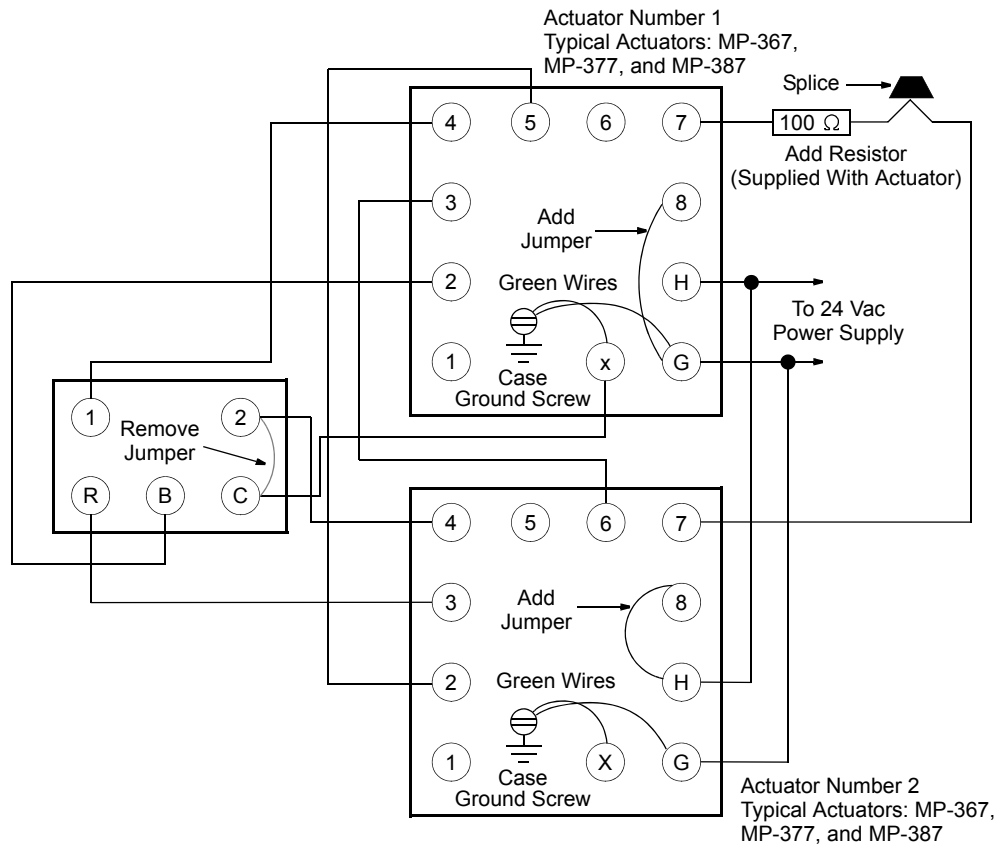 Actuator Number 1
Typical Actuators: MP-367,
MP-377, and MP-387
Splice
4 5 6 7
100 Ω
Add Resistor
(Supplied With Actuator)
3
8
Add
Jumper
2
Green Wires
H
To 24 Vac
Power Supply
1
x
G
Case
Ground Screw
1
2
Remove
Jumper
R B C
4 5 6 7
3
Add
Jumper
8
2
Green Wires
H
1
X
G
Case
Ground Screw
Actuator Number 2
Typical Actuators: MP-367,
MP-377, and MP-387